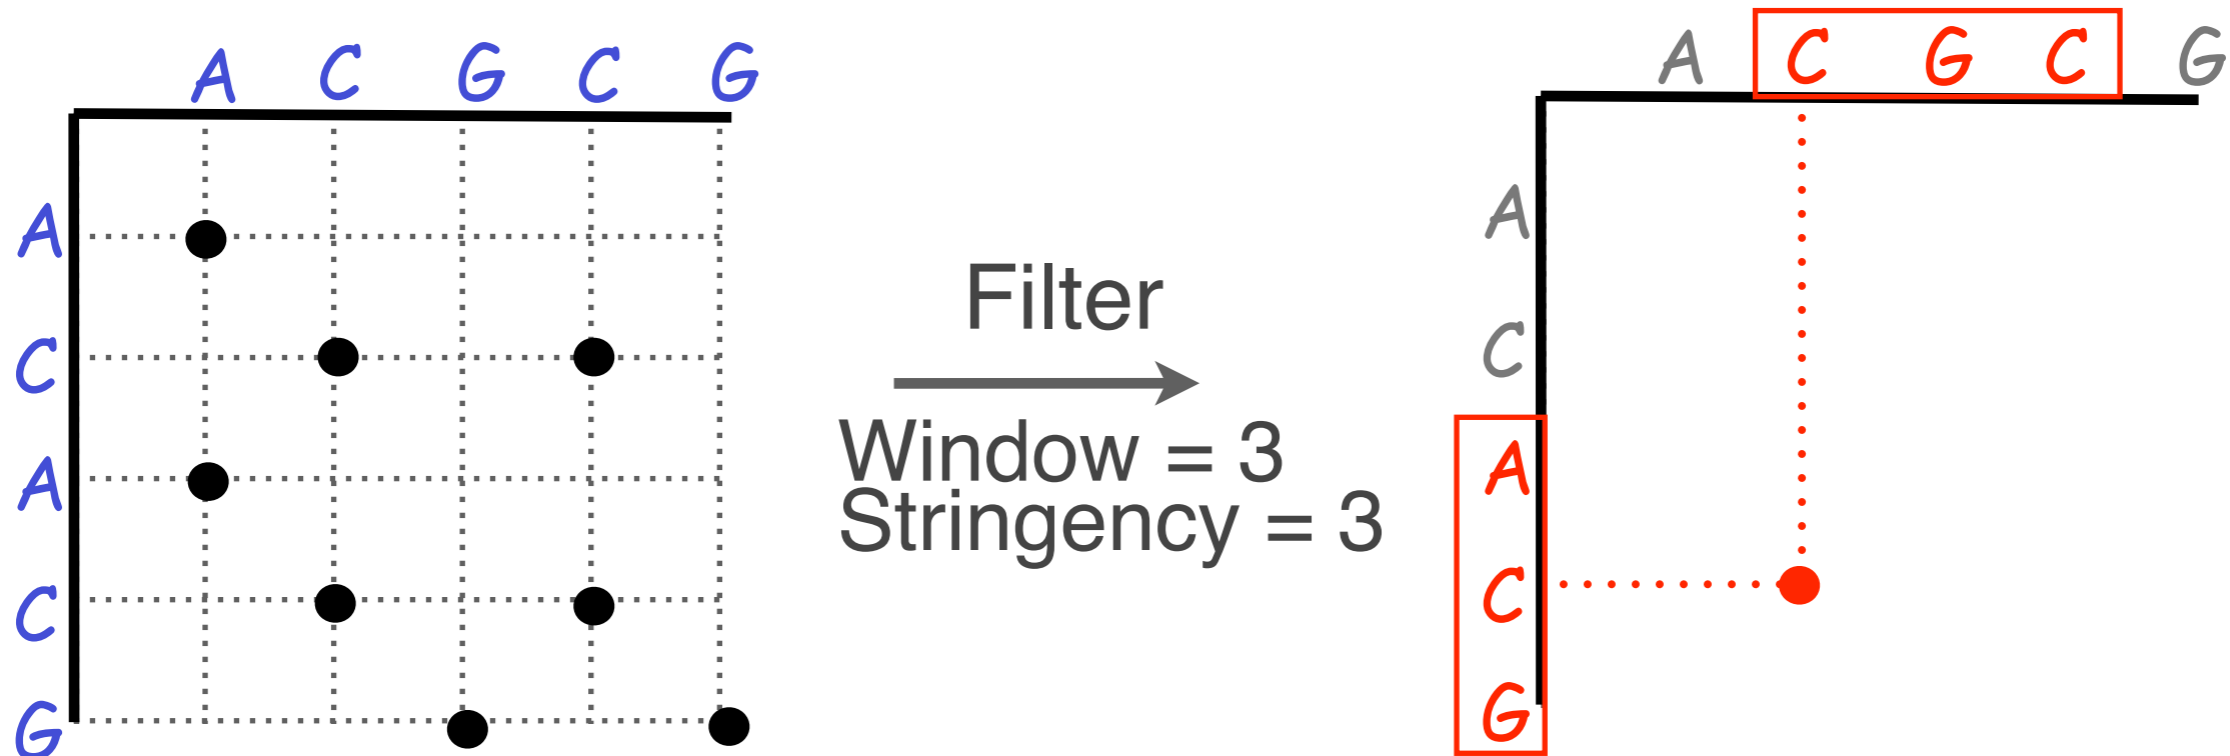 A C G C G
A
C
A
C
G
Filter
Window = 3
Stringency = 3
A C G C G
A
C
A
C
G